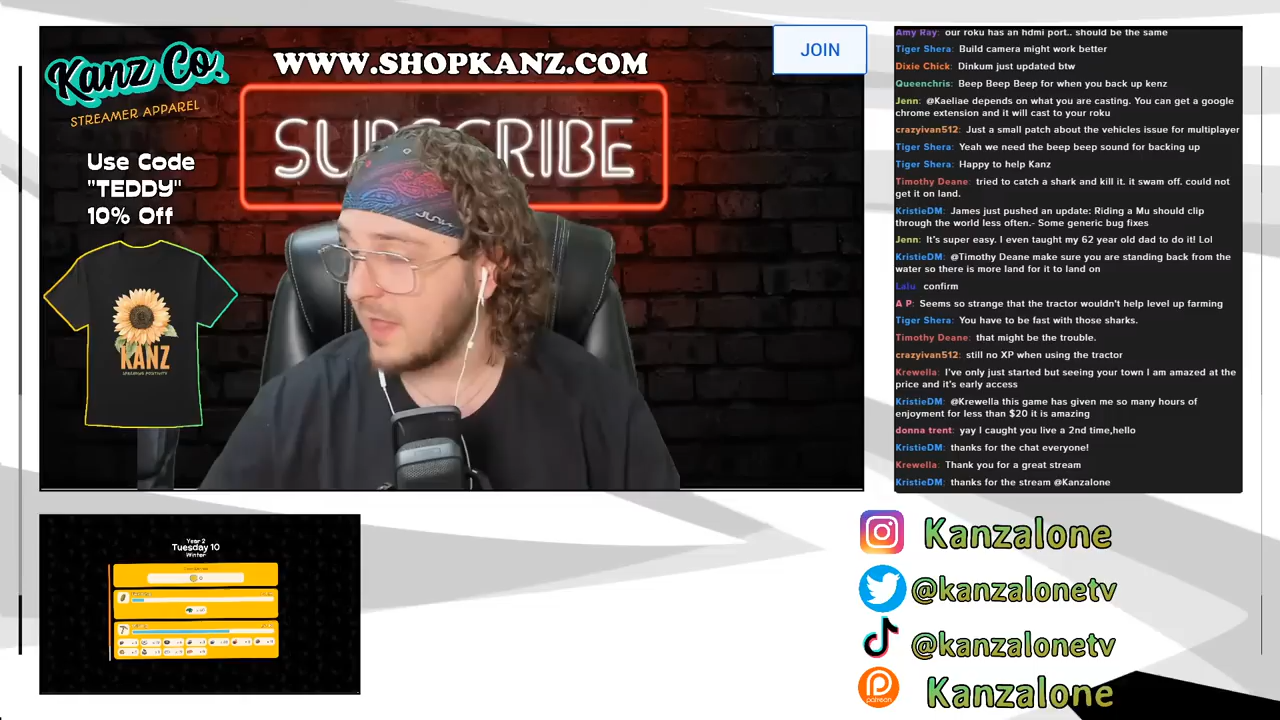 Kanz Co.
STREAMER APPAREL
Use Code
"TEDDY"
10% Off
KANZ
WWW.SHOPKANZ.COM
SUBSCRIBE
JUNK
JOIN
Amy Ray: our roku has an hdmi port.. should be the same
Tiger Shera: Build camera might work better
Dixie Chick: Dinkum just updated btw
Queenchris: Beep Beep Beep for when you back up kenz
Jenn: @Kaeliae depends on what you are casting. You can get a google
chrome extension and it will cast to your roku
crazyivan512: Just a small patch about the vehicles issue for multiplayer
Tiger Shera: Yeah we need the beep beep sound for backing up
Tiger Shera: Happy to help Kanz
Timothy Deane: tried to catch a shark and kill it. it swam off. could not
get it on land.
KristieDM: James just pushed an update: Riding a Mu should clip
through the world less often.- Some generic bug fixes
Jenn: It's super easy. I even taught my 62 year old dad to do it! Lol
KristieDM: @Timothy Deane make sure you are standing back from the
water so there is more land for it to land on
Lalu confirm
A P: Seems so strange that the tractor wouldn't help level up farming
Tiger Shera: You have to be fast with those sharks.
Timothy Deane: that might be the trouble.
crazyivan512: still no XP when using the tractor
Krewella: I've only just started but seeing your town I am amazed at the
price and it's early access
KristieDM: @Krewella this game has given me so many hours of
enjoyment for less than $20 it is amazing
donna trent: yay I caught you live a 2nd time,hello
KristieDM: thanks for the chat everyone!
Krewella: Thank you for a great stream
KristieDM: thanks for the stream @Kanzalone
Year 2
Tuesday 10
Winter
Kanzalone
@kanzalonetv
@kanzalonetv
patreon
Kanzalone